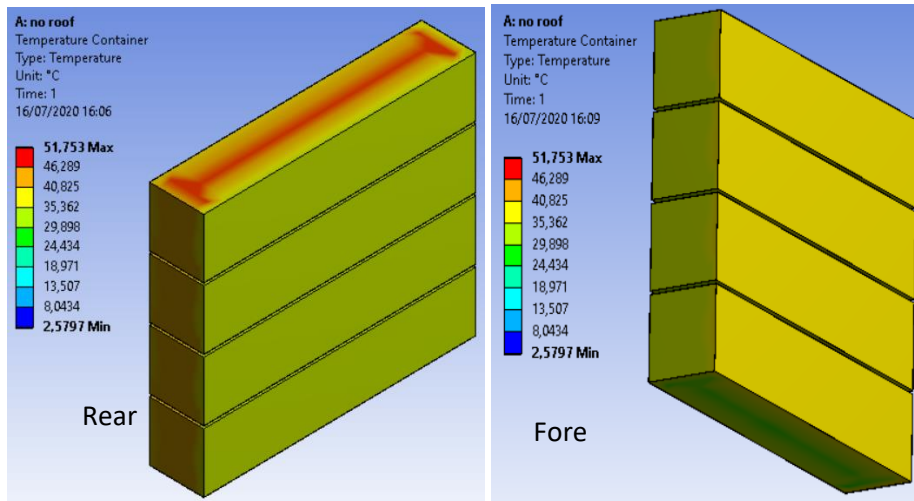 A: no roof
Temperature Container
Type: Temperature
Unit: °C
Time: 1
16/07/2020 16:06
51,753 Max
46,289
40,825
35,362
29,898
24,434
18,971
13,507
8,0434
2,5797 Min
Rear
A: no roof
Temperature Container
Type: Temperature
Unit: °C
Time: 1
16/07/2020 16:09
51,753 Max
46,289
40,825
35,362
29,898
24,434
18,971
13,507
8,0434
2,5797 Min
Fore